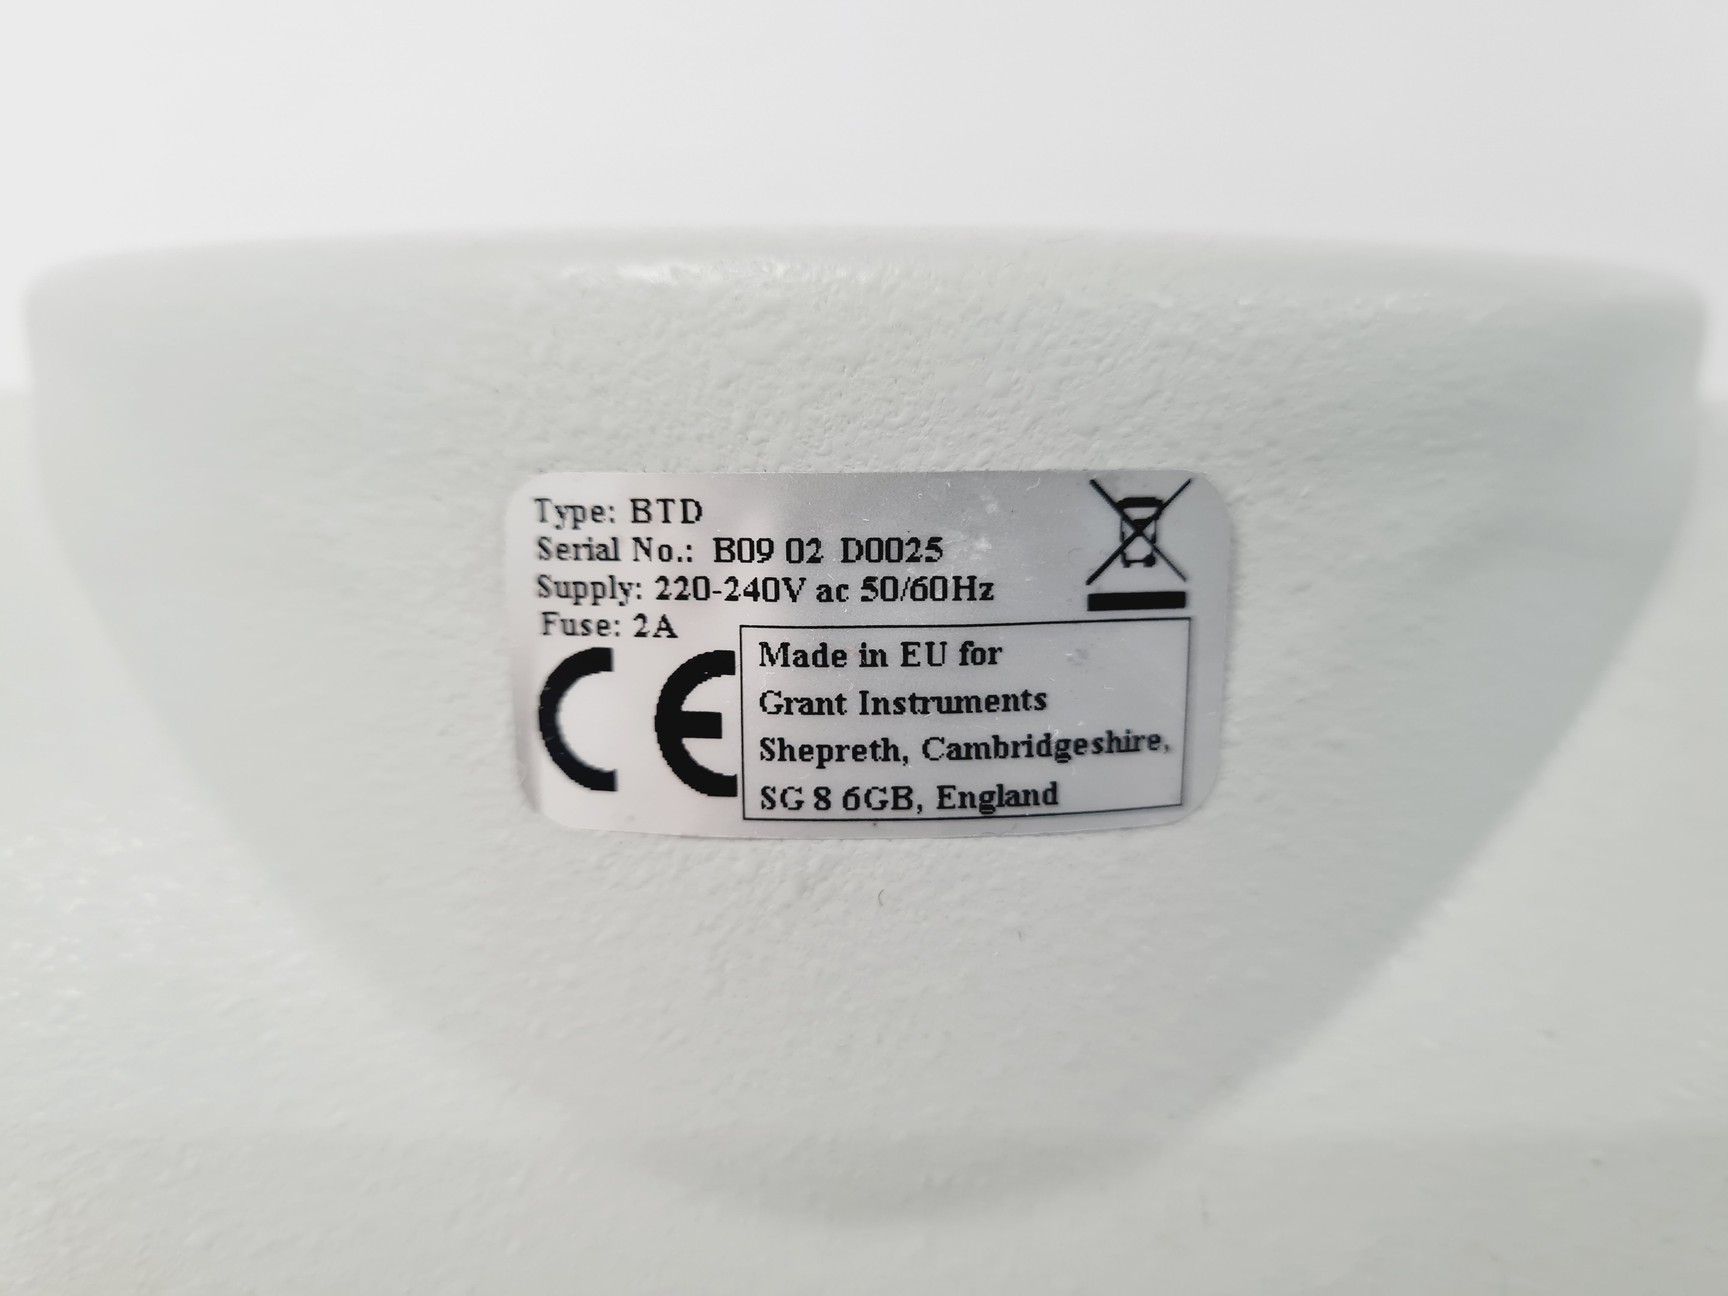 Type: BTD
Serial No.: B09 02 D0025
Supply: 220-240V ac 50/60Hz
Fuse: 2A
CE
Made in EU for
Grant Instruments
Shepreth, Cambridgeshire,
SG 8 6GB, England